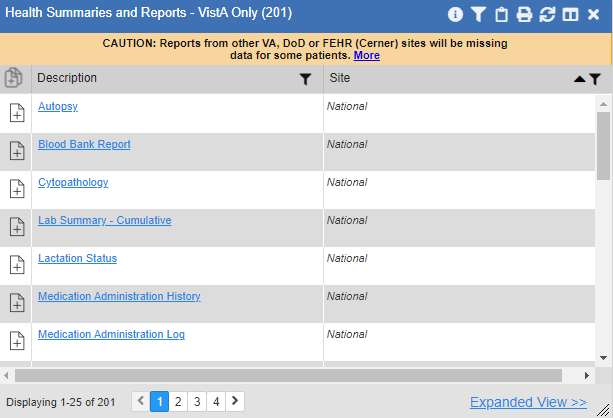 Health Summaries and Reports - VistA Only (201)
CAUTION: Reports from other VA, DoD or FEHR (Cerner) sites will be missing
data for some patients. More
Description Site
Autopsy National
Blood Bank Report National
Cytopathology National
Lab Summary - Cumulative National
Lactation Status National
Medication Administration History National
Medication Administration Log National
Displaying 1-25 of 201 < 1 2 3 4 > Expanded View >>